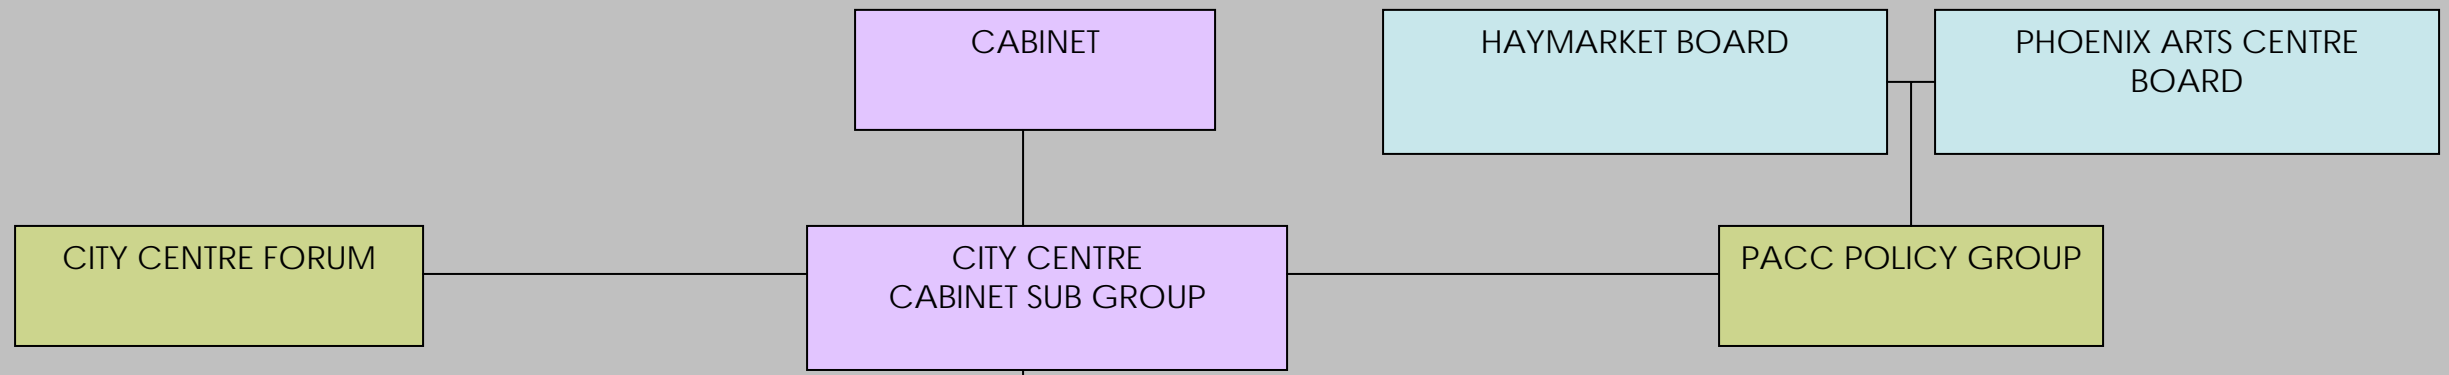 CABINET
HAYMARKET BOARD
PHOENIX ARTS CENTRE
BOARD
CITY CENTRE FORUM
CITY CENTRE
CABINET SUB GROUP
PACC POLICY GROUP